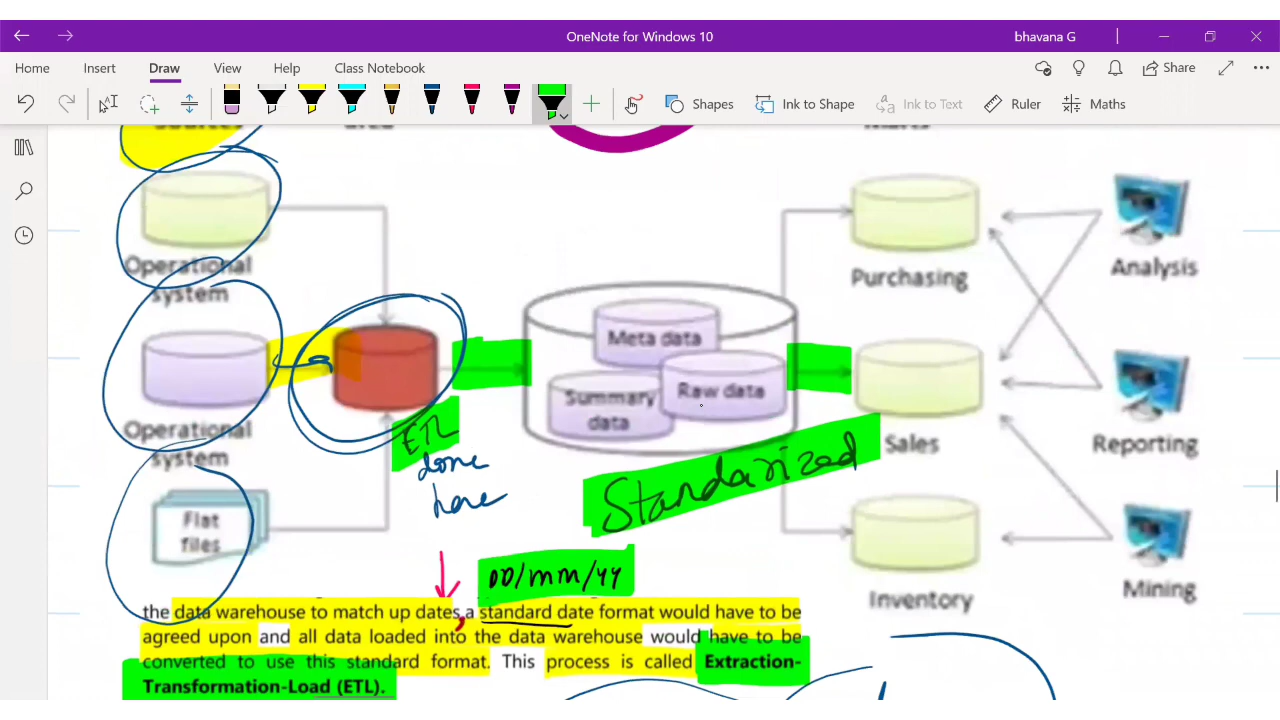 OneNote for Windows 10
bhavana G
Home Insert Draw View Help Class Notebook
Share
Shapes Ink to Shape Ink to Text Ruler Maths
Operational
system
Operational
system
Flat
files
ETL
done
here
Meta data
Summary
data
Raw data
Standarized
Purchasing
Sales
Inventory
Analysis
Reporting
Mining
DD/mm/yy
the data warehouse to match up dates, a standard date format would have to be
agreed upon and all data loaded into the data warehouse would have to be
converted to use this standard format. This process is called Extraction-
Transformation-Load (ETL).